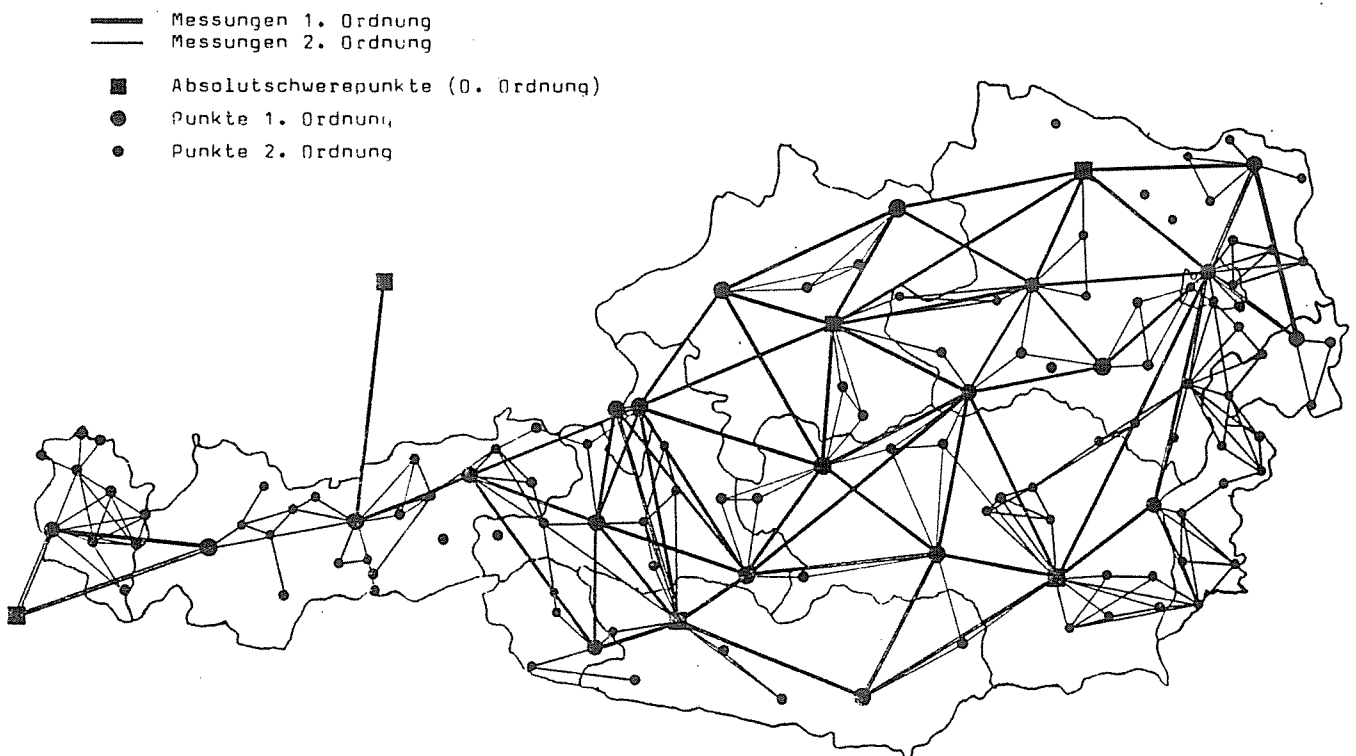 Messungen 1. Ordnung
Messungen 2. Ordnung
Absolutschwerepunkte (0. Ordnung)
Punkte 1. Ordnung
Punkte 2. Ordnung